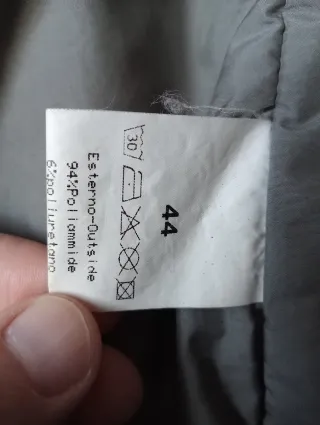 44
30
Esterno-Outside
94%Poliammide
6%poliuretano